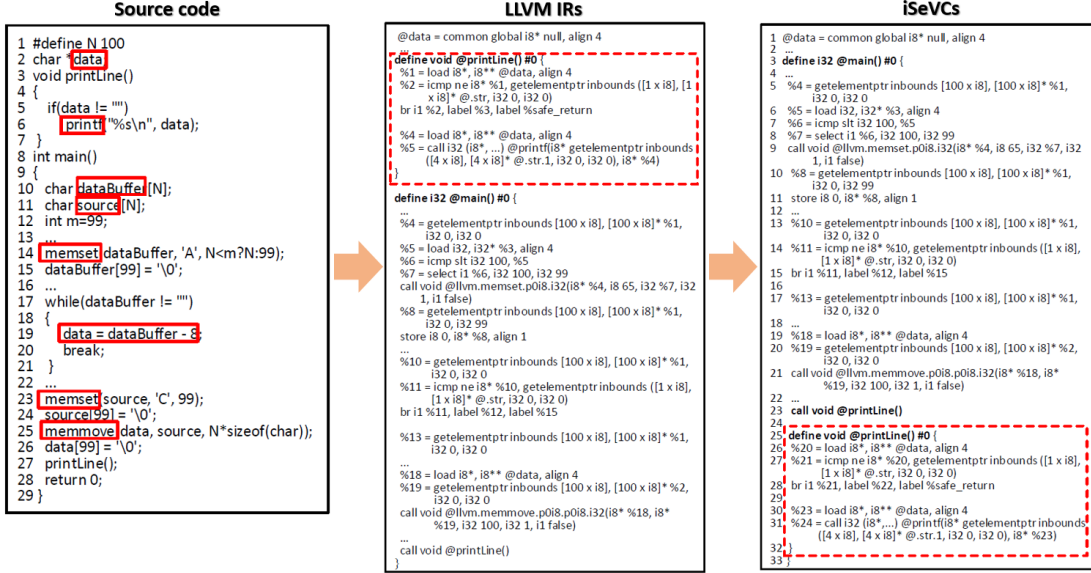 Source code
1 #define N 100
2 char *data;
3 void printLine()
4 {
5 if(data != "")
6 printf("%s\n", data);
7 }
8 int main()
9 {
10 char dataBuffer[N];
11 char source[N];
12 int m=99;
13 ...
14 memset(dataBuffer, 'A', N<m?N:99);
15 dataBuffer[99] = '\0';
16 ...
17 while(dataBuffer != "")
18 {
19 data = dataBuffer - 8;
20 break;
21 }
22 ...
23 memset(source, 'C', 99);
24 source[99] = '\0';
25 memmove(data, source, N*sizeof(char));
26 data[99] = '\0';
27 printLine();
28 return 0;
29 }
LLVM IRs
@data = common global i8* null, align 4
...
define void @printLine() #0 {
%1 = load i8*, i8** @data, align 4
%2 = icmp ne i8* %1, getelementptr inbounds ([1 x i8], [1
x i8]* @.str, i32 0, i32 0)
br i1 %2, label %3, label %safe_return
%4 = load i8*, i8** @data, align 4
%5 = call i32 (i8*, ...) @printf(i8* getelementptr inbounds
([4 x i8], [4 x i8]* @.str.1, i32 0, i32 0), i8* %4)
}
define i32 @main() #0 {
...
%4 = getelementptr inbounds [100 x i8], [100 x i8]* %1,
i32 0, i32 0
%5 = load i32, i32* %3, align 4
%6 = icmp slt i32 100, %5
%7 = select i1 %6, i32 100, i32 99
call void @llvm.memset.p0i8.i32(i8* %4, i8 65, i32 %7, i32
1, i1 false)
%8 = getelementptr inbounds [100 x i8], [100 x i8]* %1,
i32 0, i32 99
store i8 0, i8* %8, align 1
...
%10 = getelementptr inbounds [100 x i8], [100 x i8]* %1,
i32 0, i32 0
%11 = icmp ne i8* %10, getelementptr inbounds ([1 x i8],
[1 x i8]* @.str, i32 0, i32 0)
br i1 %11, label %12, label %15
%13 = getelementptr inbounds [100 x i8], [100 x i8]* %1,
i32 0, i32 0
...
%18 = load i8*, i8** @data, align 4
%19 = getelementptr inbounds [100 x i8], [100 x i8]* %2,
i32 0, i32 0
call void @llvm.memmove.p0i8.p0i8.i32(i8* %18, i8*
%19, i32 100, i32 1, i1 false)
...
call void @printLine()
}
iSeVCs
1 @data = common global i8* null, align 4
2 ...
3 define i32 @main() #0 {
4 ...
5 %4 = getelementptr inbounds [100 x i8], [100 x i8]* %1,
i32 0, i32 0
6 %5 = load i32, i32* %3, align 4
7 %6 = icmp slt i32 100, %5
8 %7 = select i1 %6, i32 100, i32 99
9 call void @llvm.memset.p0i8.i32(i8* %4, i8 65, i32 %7, i32
1, i1 false)
10 %8 = getelementptr inbounds [100 x i8], [100 x i8]* %1,
i32 0, i32 99
11 store i8 0, i8* %8, align 1
12 ...
13 %10 = getelementptr inbounds [100 x i8], [100 x i8]* %1,
i32 0, i32 0
14 %11 = icmp ne i8* %10, getelementptr inbounds ([1 x i8],
[1 x i8]* @.str, i32 0, i32 0)
15 br i1 %11, label %12, label %15
16
17 %13 = getelementptr inbounds [100 x i8], [100 x i8]* %1,
i32 0, i32 0
18 ...
19 %18 = load i8*, i8** @data, align 4
20 %19 = getelementptr inbounds [100 x i8], [100 x i8]* %2,
i32 0, i32 0
21 call void @llvm.memmove.p0i8.p0i8.i32(i8* %18, i8*
%19, i32 100, i32 1, i1 false)
22 ...
23 call void @printLine()
24
25 define void @printLine() #0 {
26 %20 = load i8*, i8** @data, align 4
27 %21 = icmp ne i8* %20, getelementptr inbounds ([1 x i8],
[1 x i8]* @.str, i32 0, i32 0)
28 br i1 %21, label %22, label %safe_return
29
30 %23 = load i8*, i8** @data, align 4
31 %24 = call i32 (i8*,...) @printf(i8* getelementptr inbounds
([4 x i8], [4 x i8]* @.str.1, i32 0, i32 0), i8* %23)
32 }
33 }